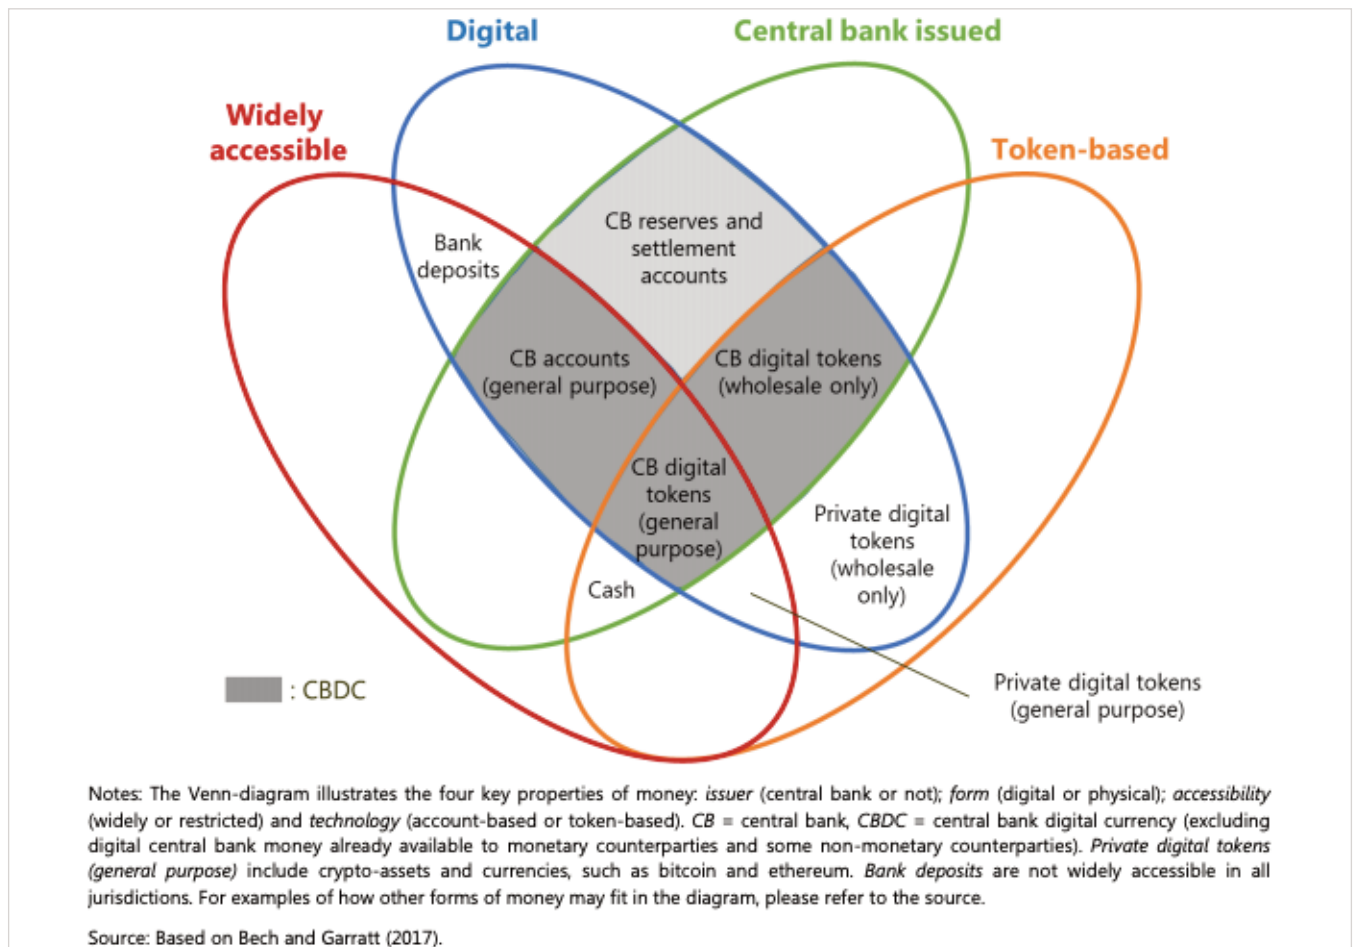 Digital
Central bank issued
Widely
accessible
Token-based
Bank
deposits
CB reserves and
settlement
accounts
CB accounts
(general purpose)
CB digital tokens
(wholesale only)
CB digital
tokens
(general
purpose)
Private digital
tokens
(wholesale
only)
Cash
: CBDC
Private digital tokens
(general purpose)
Notes: The Venn-diagram illustrates the four key properties of money: issuer (central bank or not); form (digital or physical); accessibility
(widely or restricted) and technology (account-based or token-based). CB = central bank, CBDC = central bank digital currency (excluding
digital central bank money already available to monetary counterparties and some non-monetary counterparties). Private digital tokens
(general purpose) include crypto-assets and currencies, such as bitcoin and ethereum. Bank deposits are not widely accessible in all
jurisdictions. For examples of how other forms of money may fit in the diagram, please refer to the source.
Source: Based on Bech and Garratt (2017).